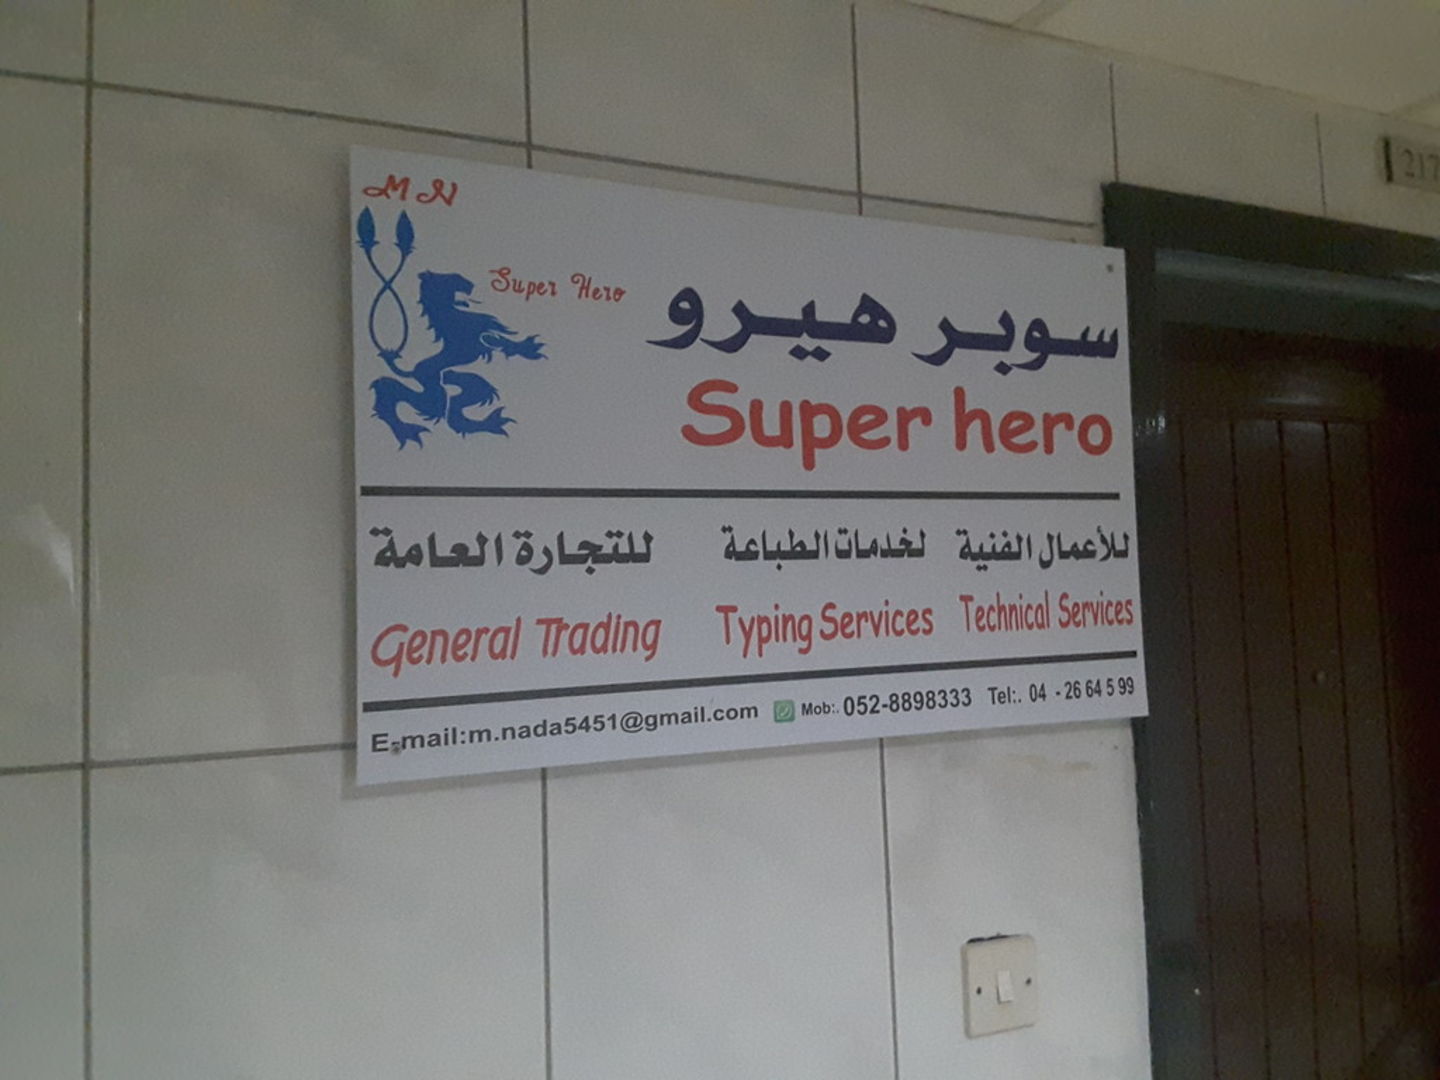 M N
Super Hero
سوبر هيرو
Super hero
للأعمال الفنية
لخدمات الطباعة
للتجارة العامة
General Trading
Typing Services
Technical Services
E-mail:m.nada5451@gmail.com Mob:. 052-8898333 Tel:. 04 - 26 64 5 99
217